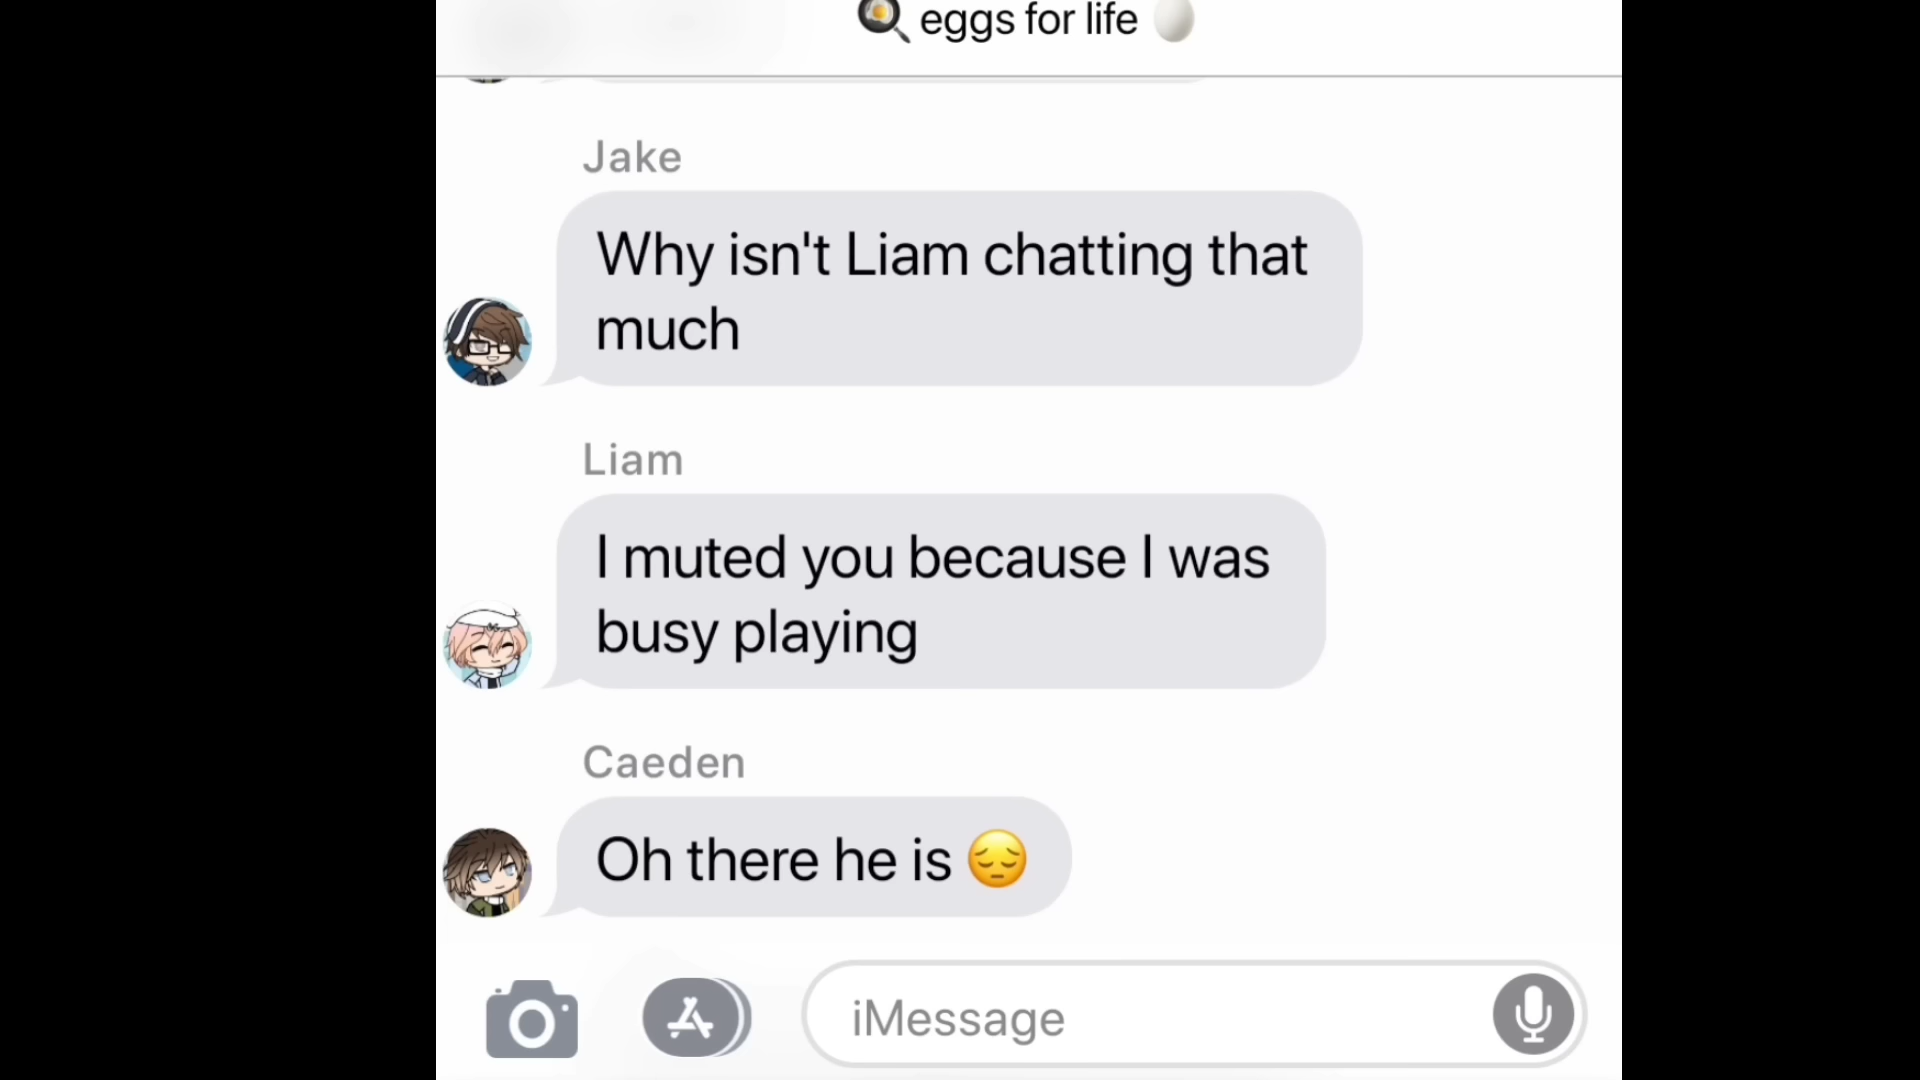 🍳 eggs for life 🥚
Jake
Why isn't Liam chatting that
much
Liam
I muted you because I was
busy playing
Caeden
Oh there he is 😔
iMessage